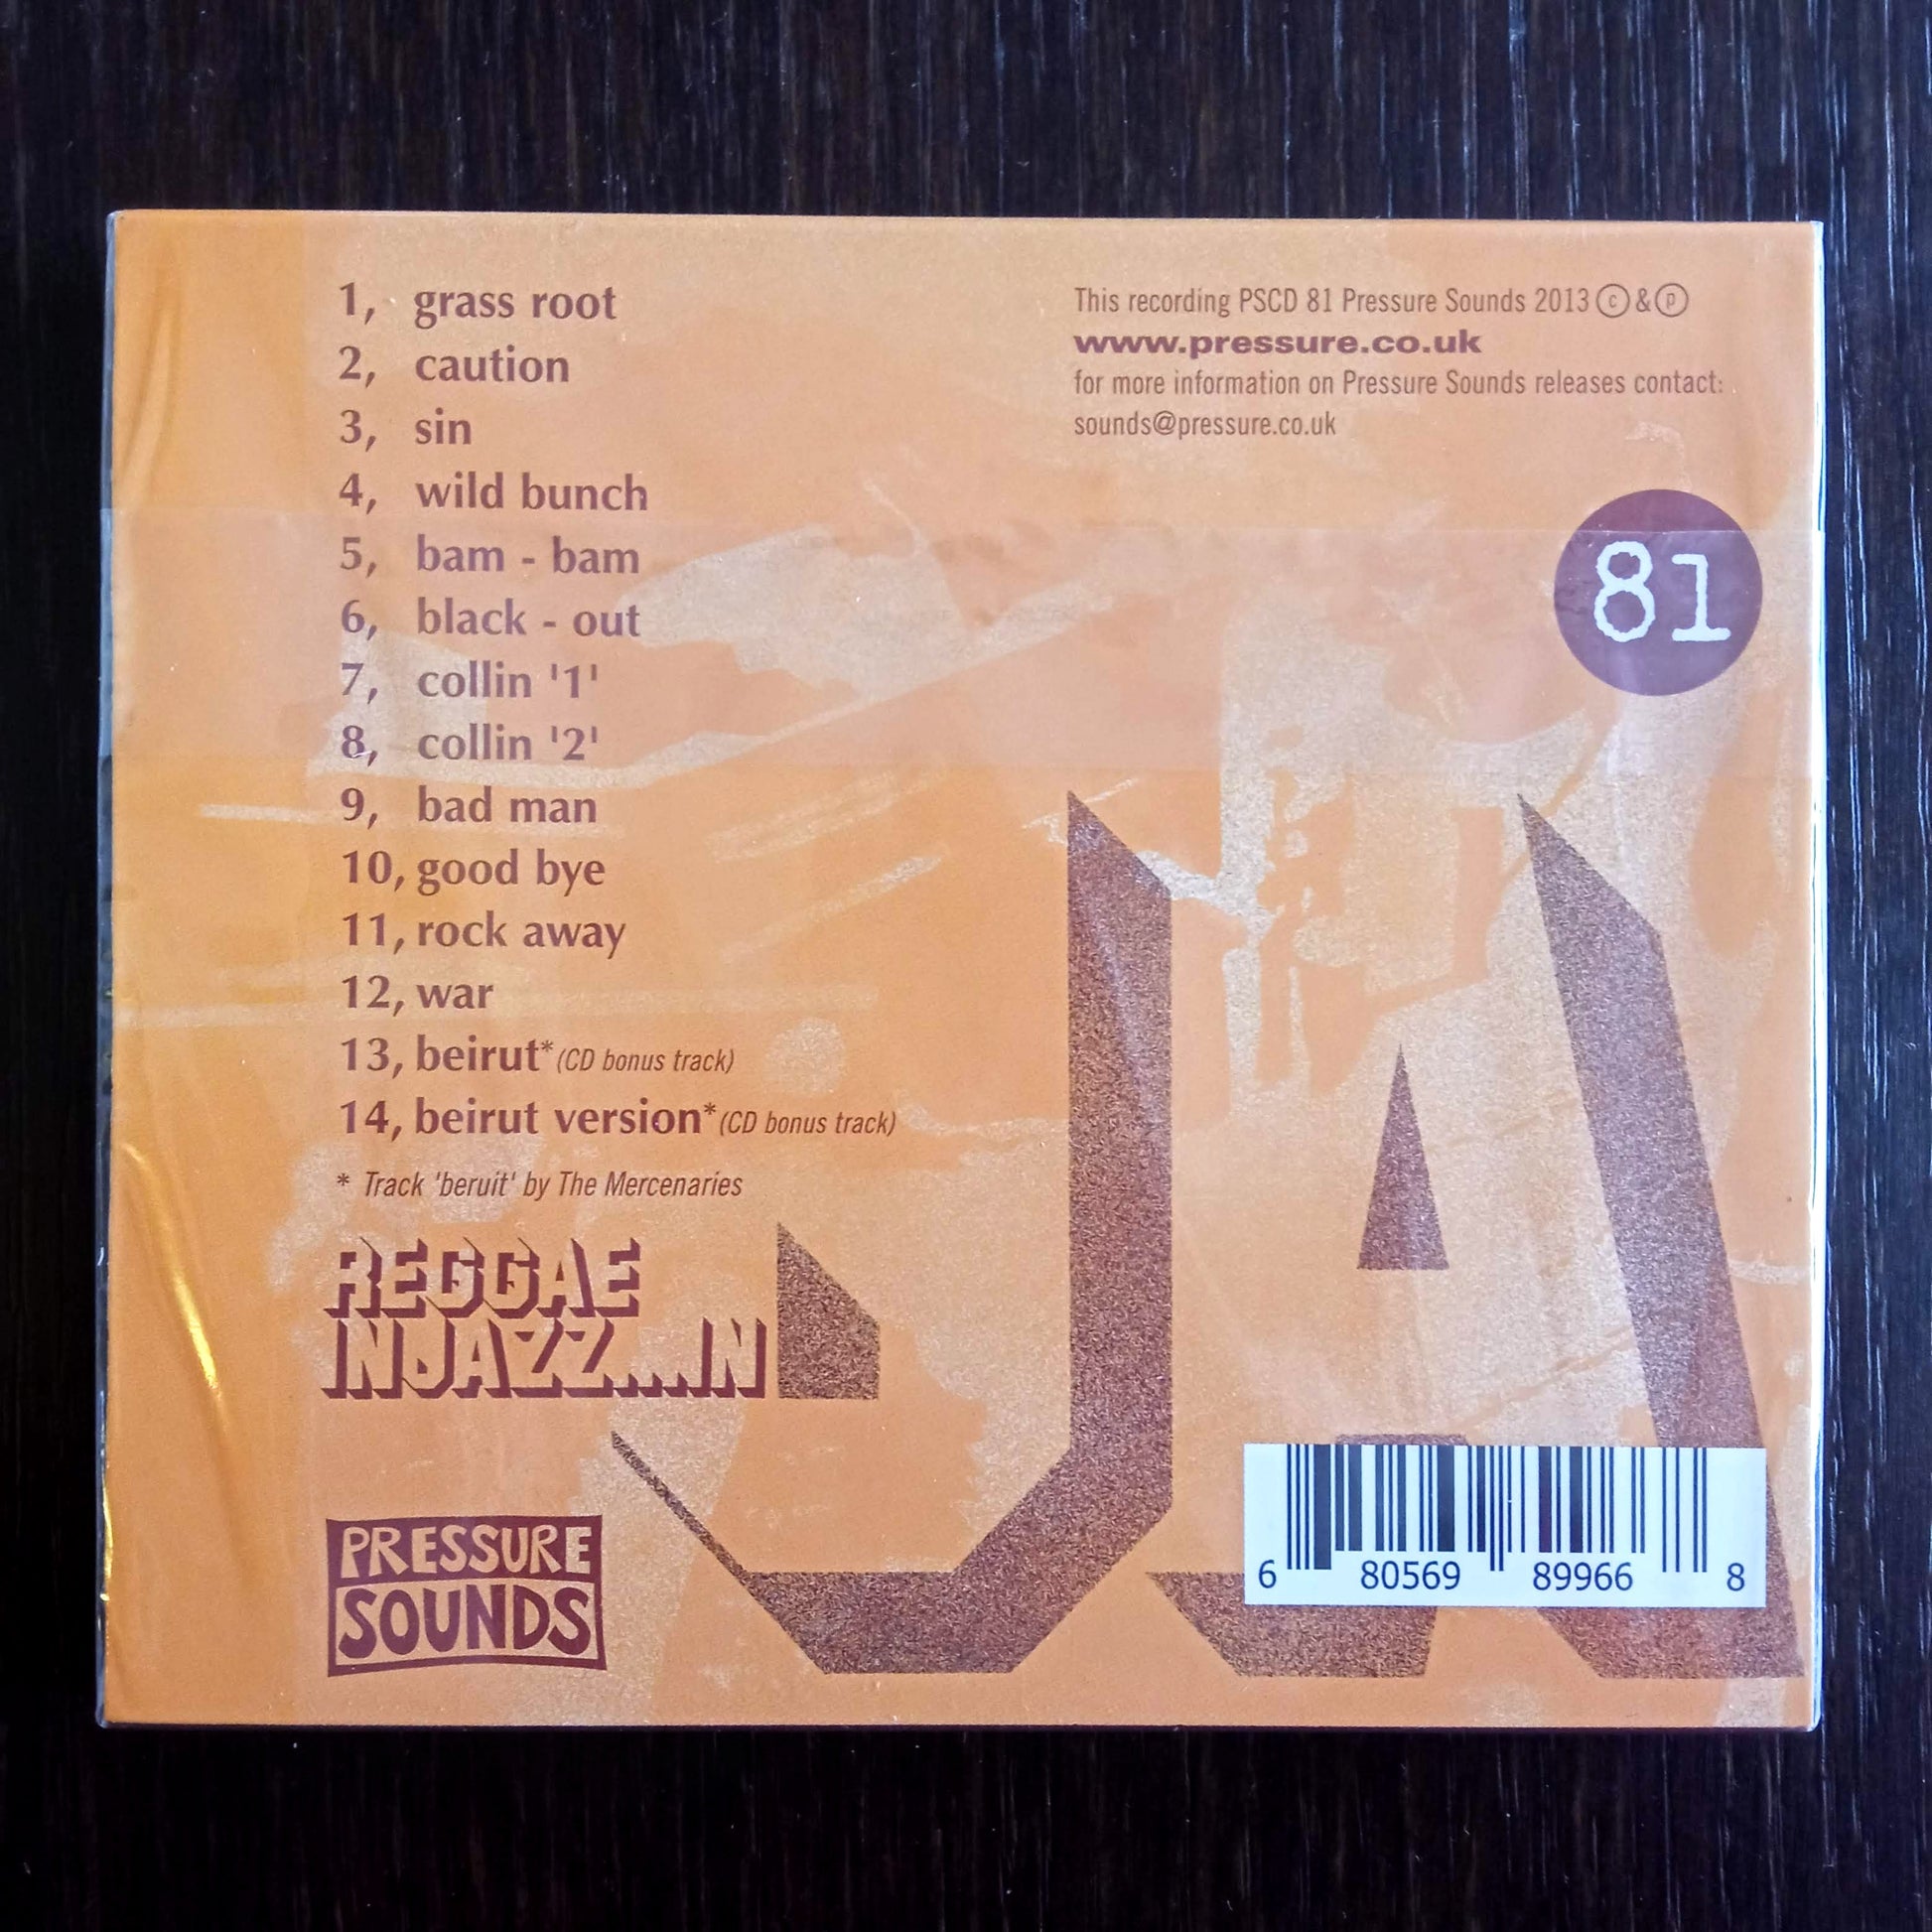 1, grass root
2, caution
3, sin
4, wild bunch
5, bam - bam
6, black - out
7, collin '1'
8, collin '2'
9, bad man
10, good bye
11, rock away
12, war
13, beirut* (CD bonus track)
14, beirut version* (CD bonus track)
* Track 'beruit' by The Mercenaries
This recording PSCD 81 Pressure Sounds 2013 ⓒ & ⓟ
www.pressure.co.uk
for more information on Pressure Sounds releases contact:
sounds@pressure.co.uk
81
REGGAE
INJAZZ....IN
JA
PRESSURE
SOUNDS
6 80569 89966 8